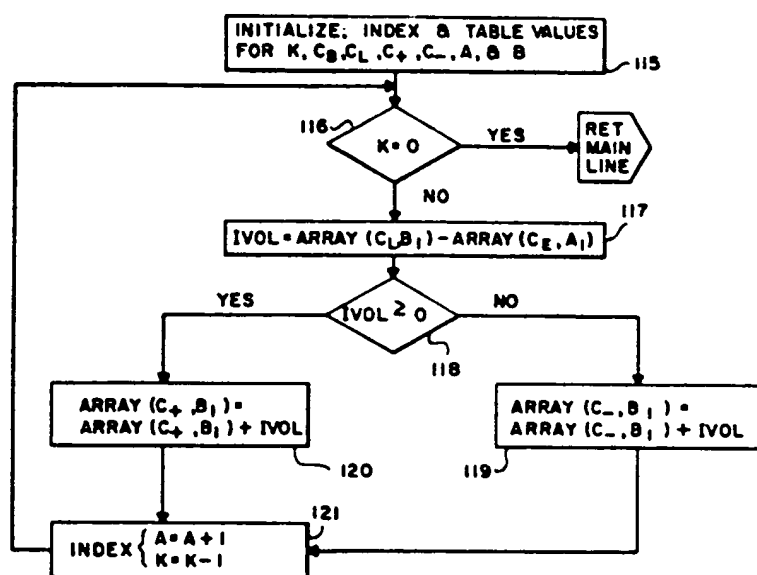 INITIALIZE; INDEX & TABLE VALUES
FOR K, C_B, C_L, C_+, C_-, A, & B
115
116
K=0
YES
RET
MAIN
LINE
NO
117
IVOL=ARRAY (C_L,B_I)-ARRAY(C_E,A_I)
YES
IVOL ≥ 0
NO
118
ARRAY (C_+,B_I)=
ARRAY (C_+,B_I)+IVOL
120
ARRAY (C_-,B_I)=
ARRAY (C_-,B_I)+IVOL
119
121
INDEX { A=A+1
K=K-1